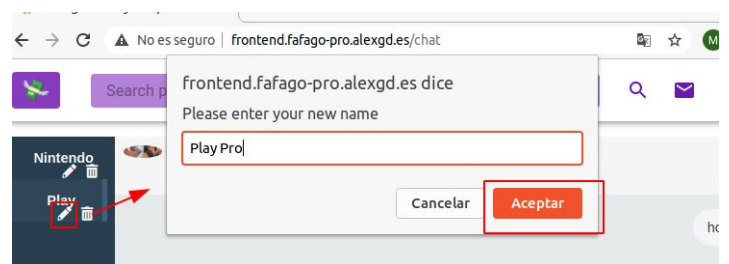 No es seguro | frontend.fafago-pro.alexgd.es/chat
M
Search p
frontend.fafago-pro.alexgd.es dice
Please enter your new name
Play Pro
Cancelar
Aceptar
Nintendo
Play
ho